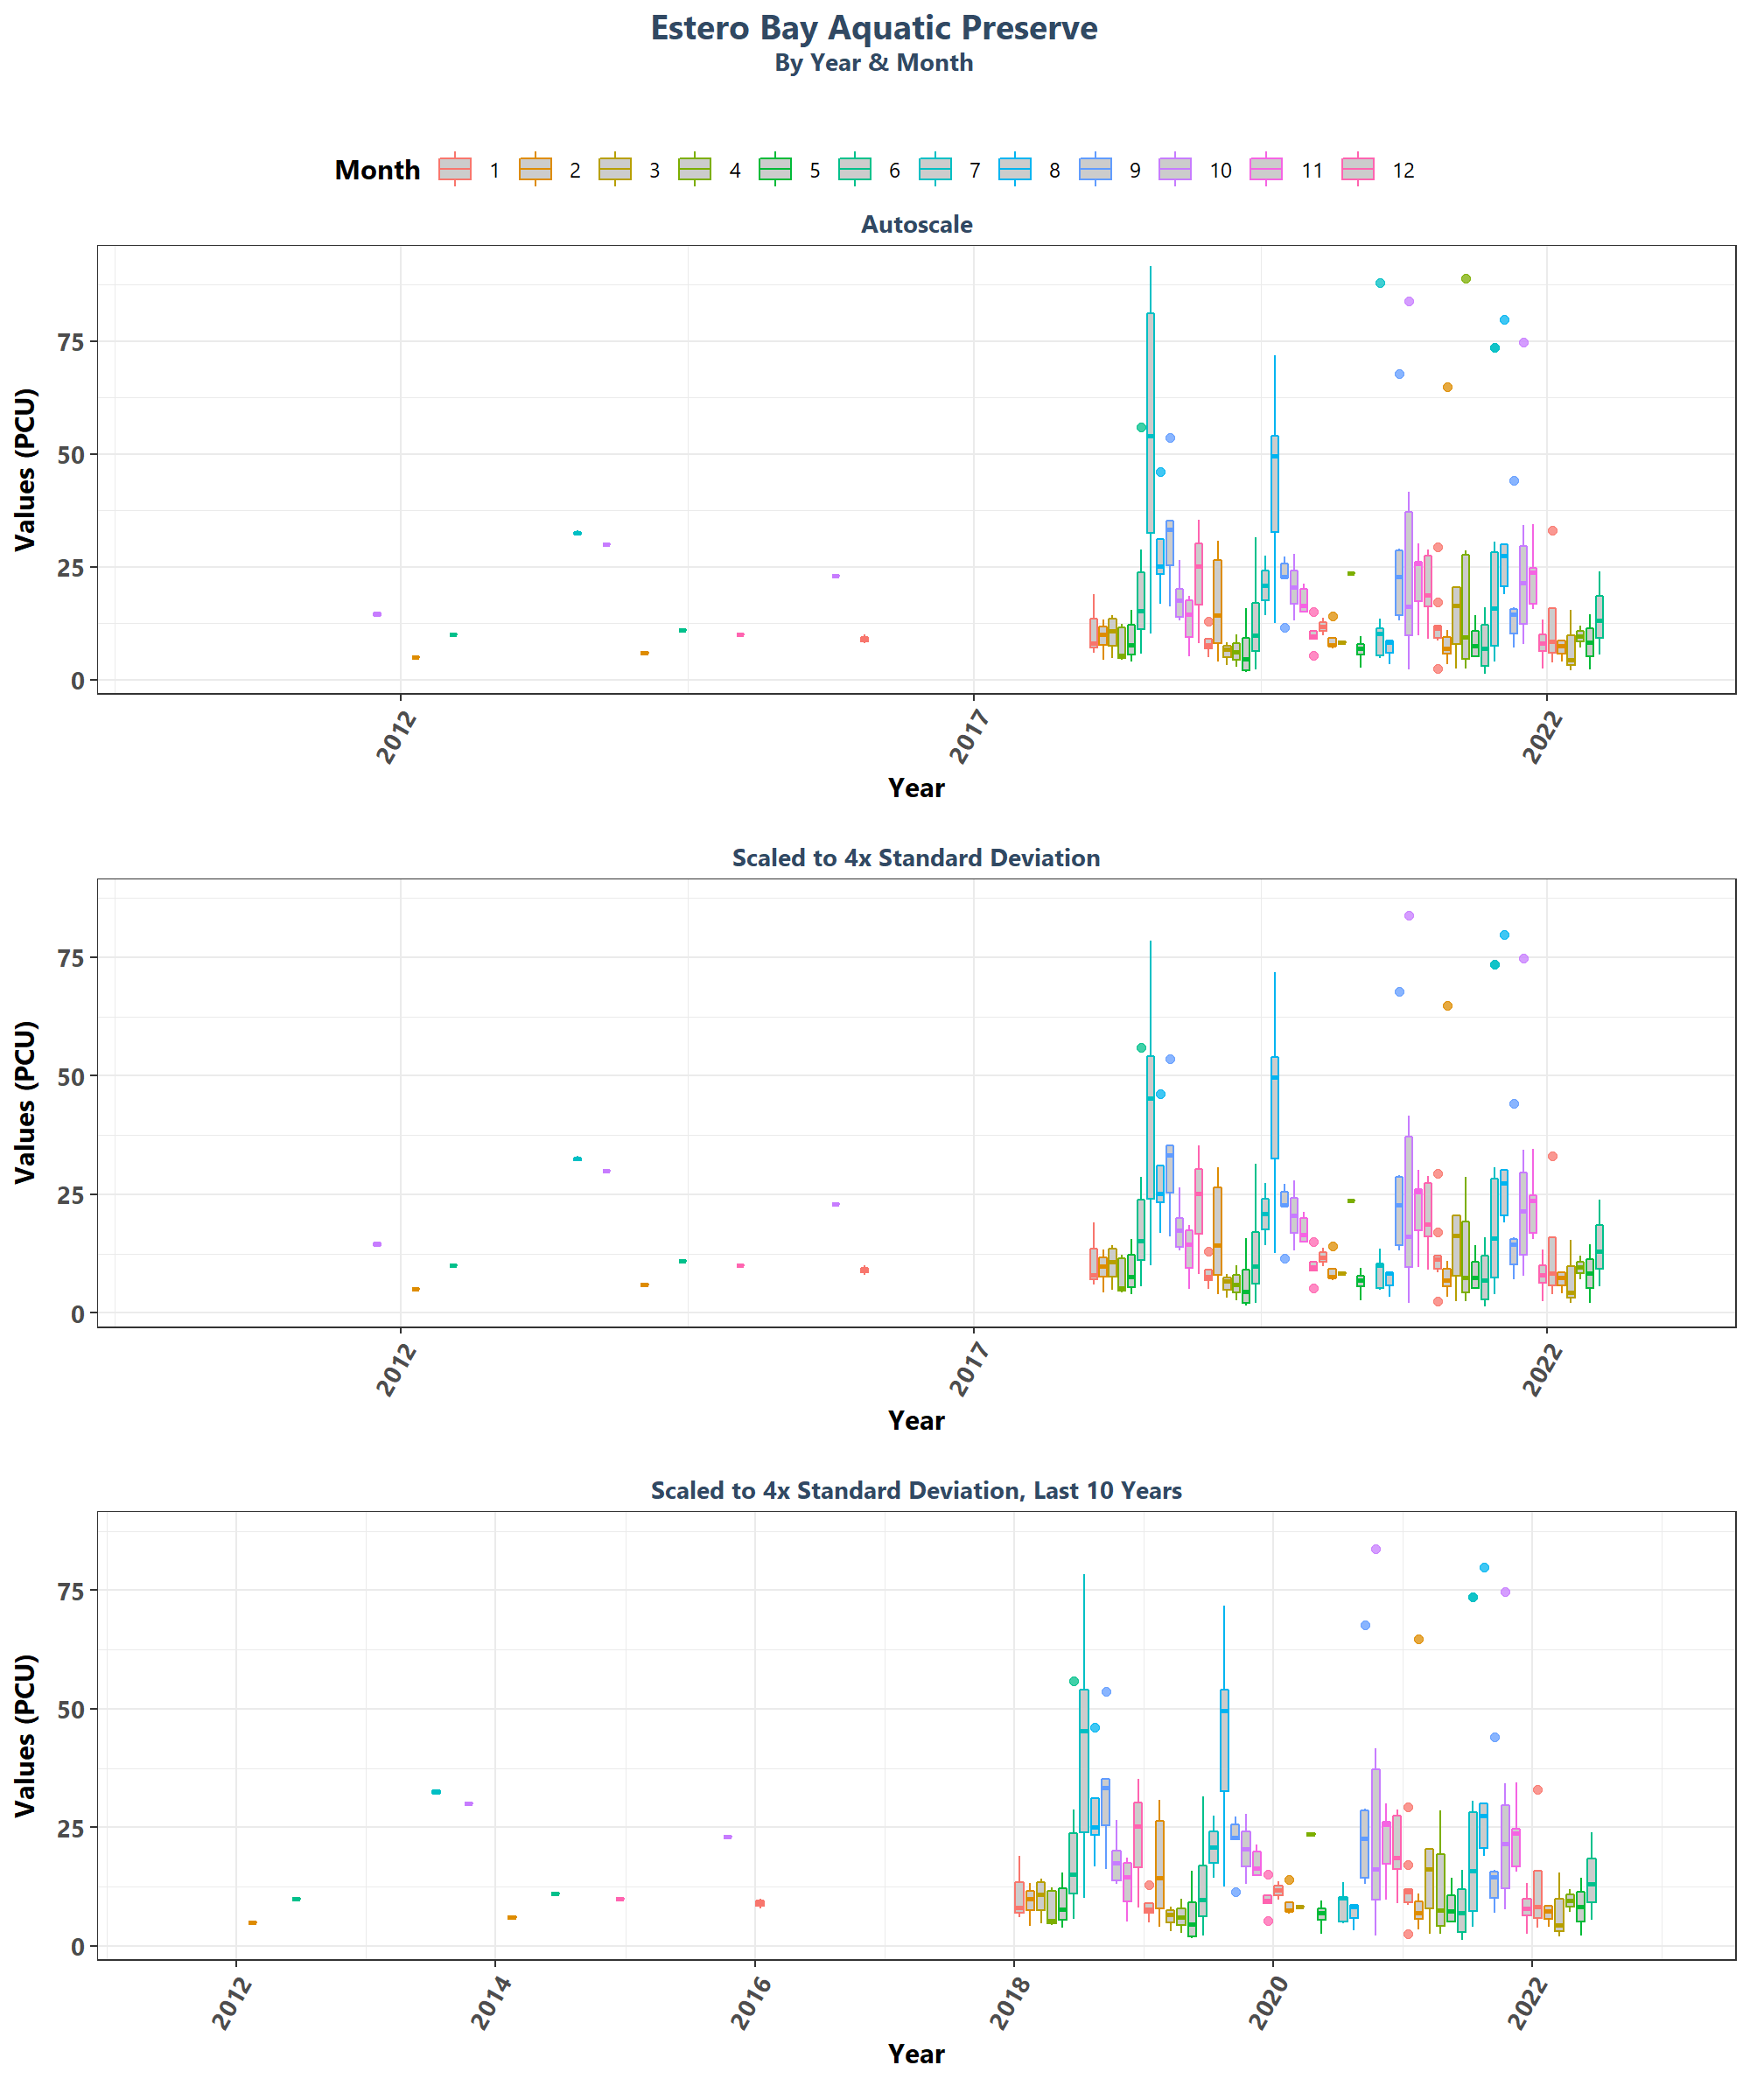 Estero Bay Aquatic Preserve
By Year & Month
Month 1 2 3 4 5 6 7 8 9 10 11 12
Autoscale
Values (PCU)
75
50
25
0
2012 2017 2022
Year
Scaled to 4x Standard Deviation
Values (PCU)
75
50
25
0
2012 2017 2022
Year
Scaled to 4x Standard Deviation, Last 10 Years
Values (PCU)
75
50
25
0
2012 2014 2016 2018 2020 2022
Year